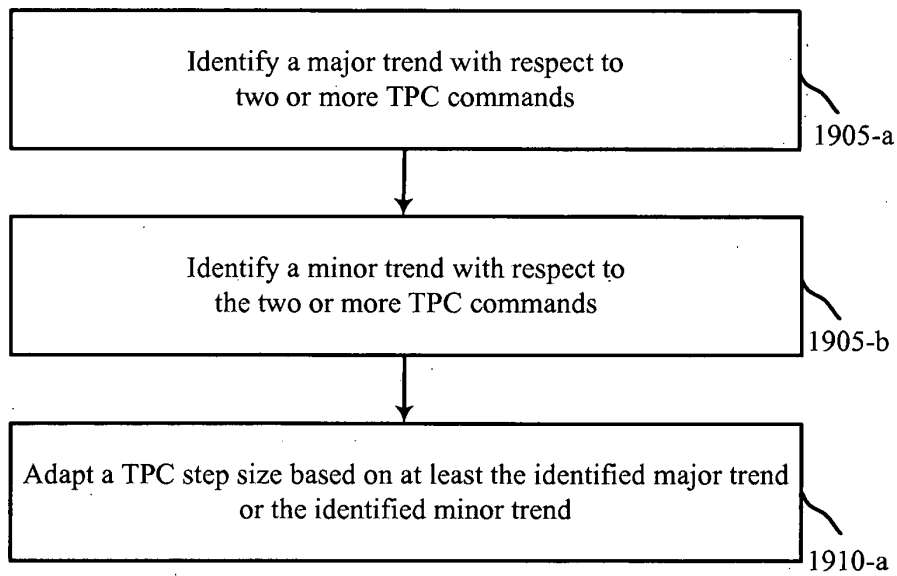 Identify a major trend with respect to
two or more TPC commands
1905-a
Identify a minor trend with respect to
the two or more TPC commands
1905-b
Adapt a TPC step size based on at least the identified major trend
or the identified minor trend
1910-a